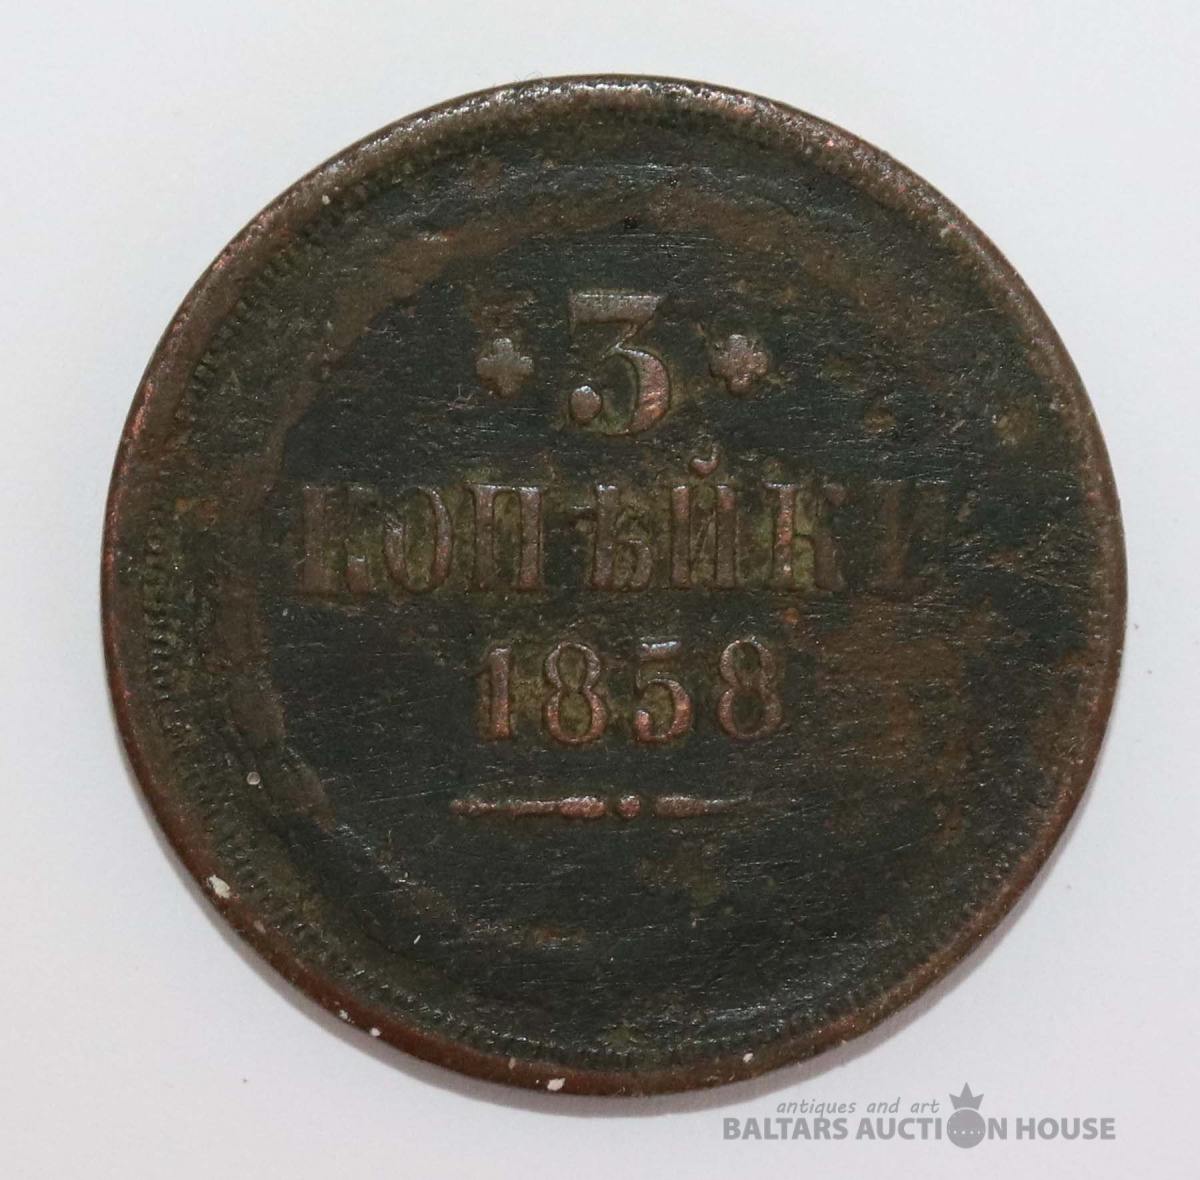 3
КОПѢЙКИ
1858
antiques and art
BALTARS AUCTION HOUSE